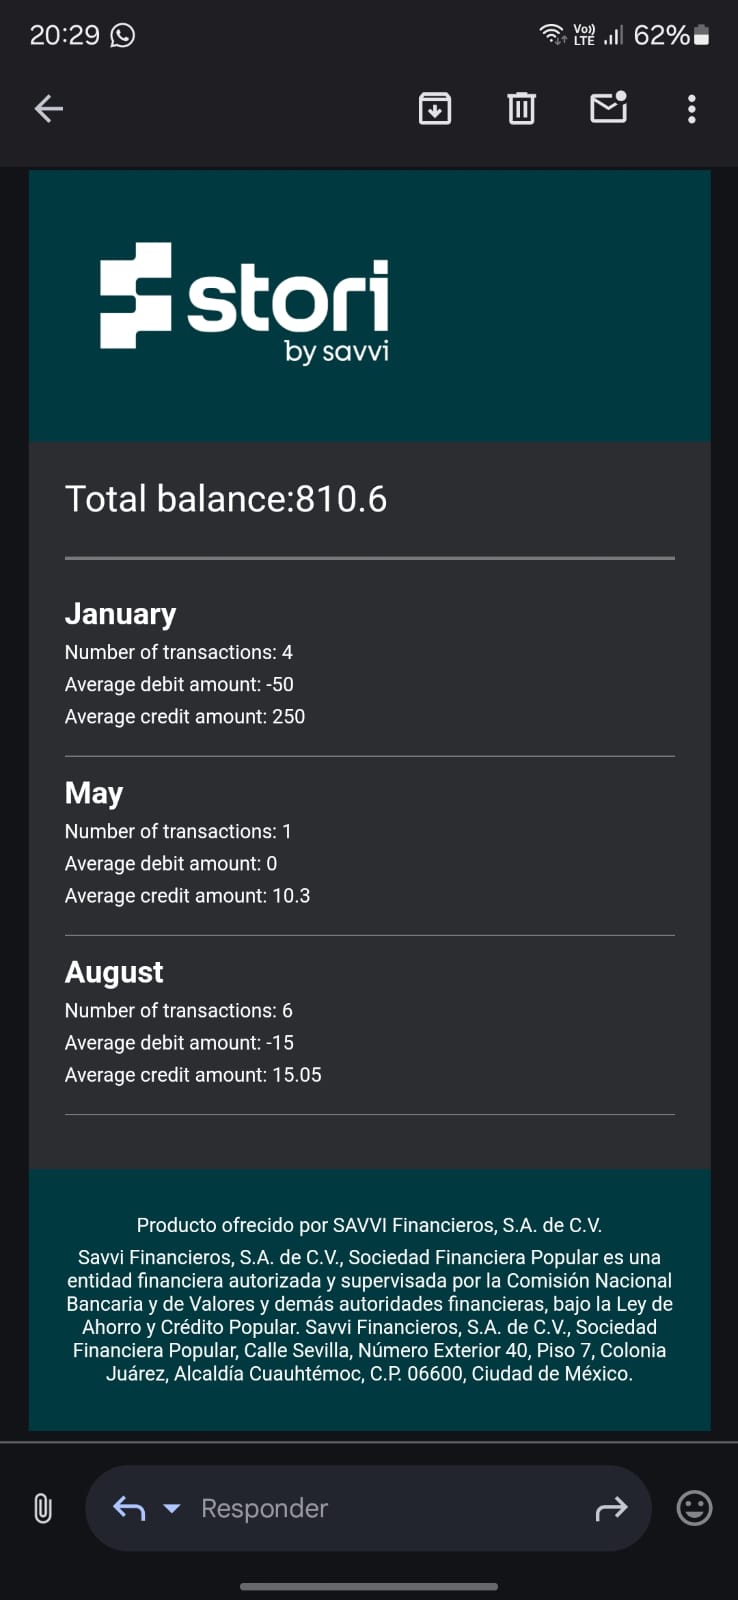 20:29
Vo)) LTE
62%
stori
by savvi
Total balance:810.6
January
Number of transactions: 4
Average debit amount: -50
Average credit amount: 250
May
Number of transactions: 1
Average debit amount: 0
Average credit amount: 10.3
August
Number of transactions: 6
Average debit amount: -15
Average credit amount: 15.05
Producto ofrecido por SAVVI Financieros, S.A. de C.V.
Savvi Financieros, S.A. de C.V., Sociedad Financiera Popular es una
entidad financiera autorizada y supervisada por la Comisión Nacional
Bancaria y de Valores y demás autoridades financieras, bajo la Ley de
Ahorro y Crédito Popular. Savvi Financieros, S.A. de C.V., Sociedad
Financiera Popular, Calle Sevilla, Número Exterior 40, Piso 7, Colonia
Juárez, Alcaldía Cuauhtémoc, C.P. 06600, Ciudad de México.
Responder